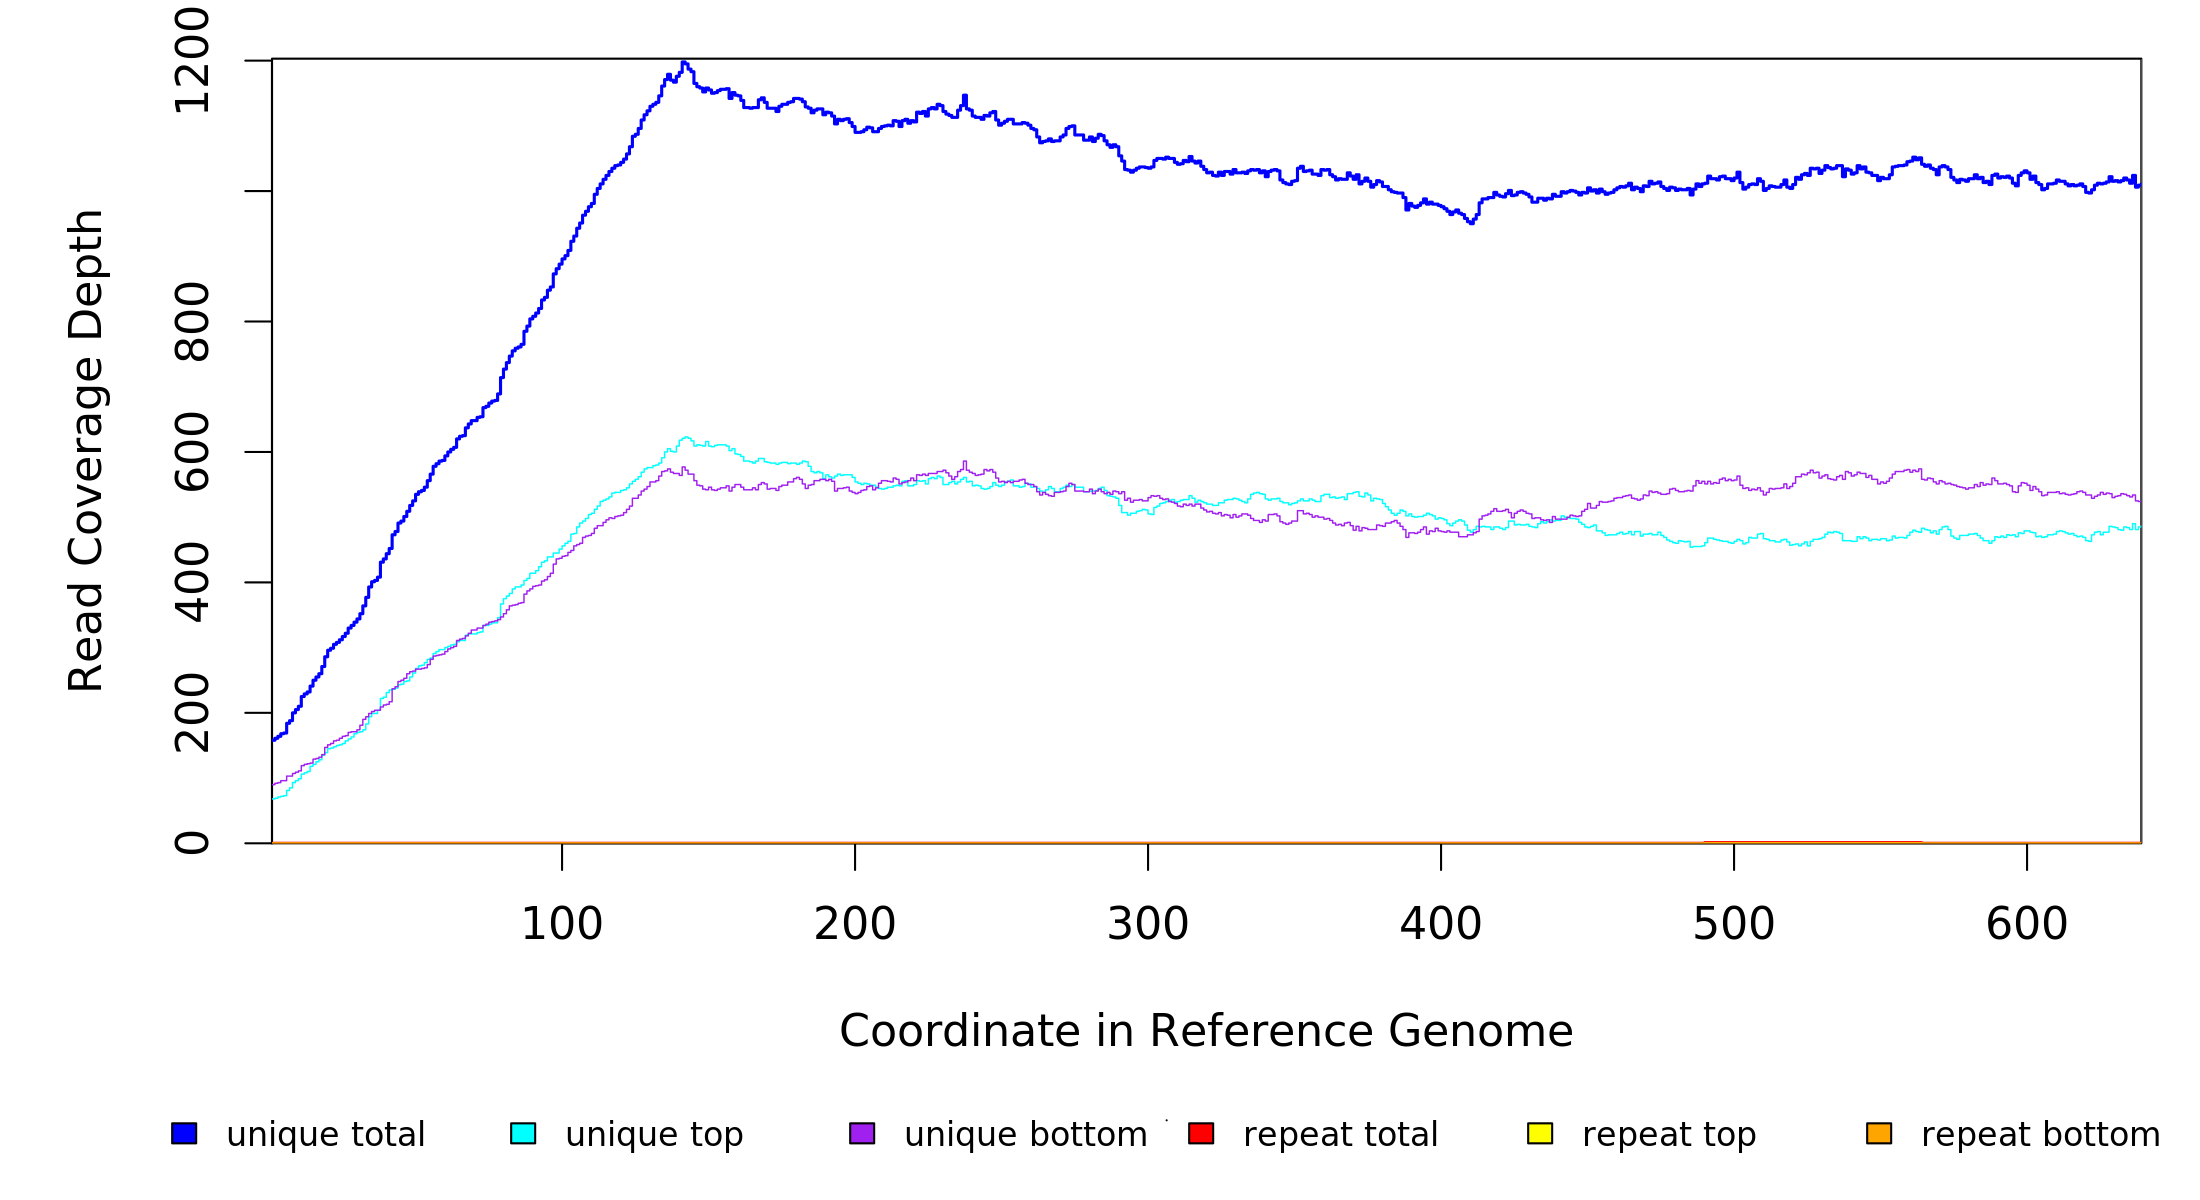 Read Coverage Depth
1200
800
600
400
200
0
100 200 300 400 500 600
Coordinate in Reference Genome
unique total unique top unique bottom repeat total repeat top repeat bottom